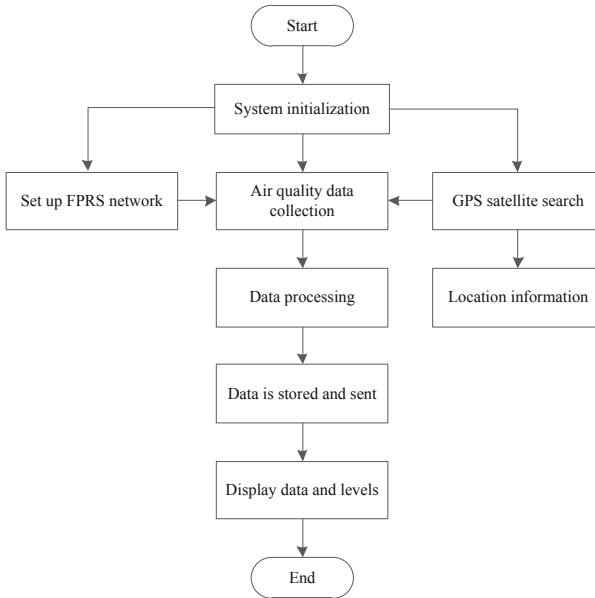 Start
System initialization
Set up FPRS network
Air quality data
collection
GPS satellite search
Data processing
Location information
Data is stored and sent
Display data and levels
End